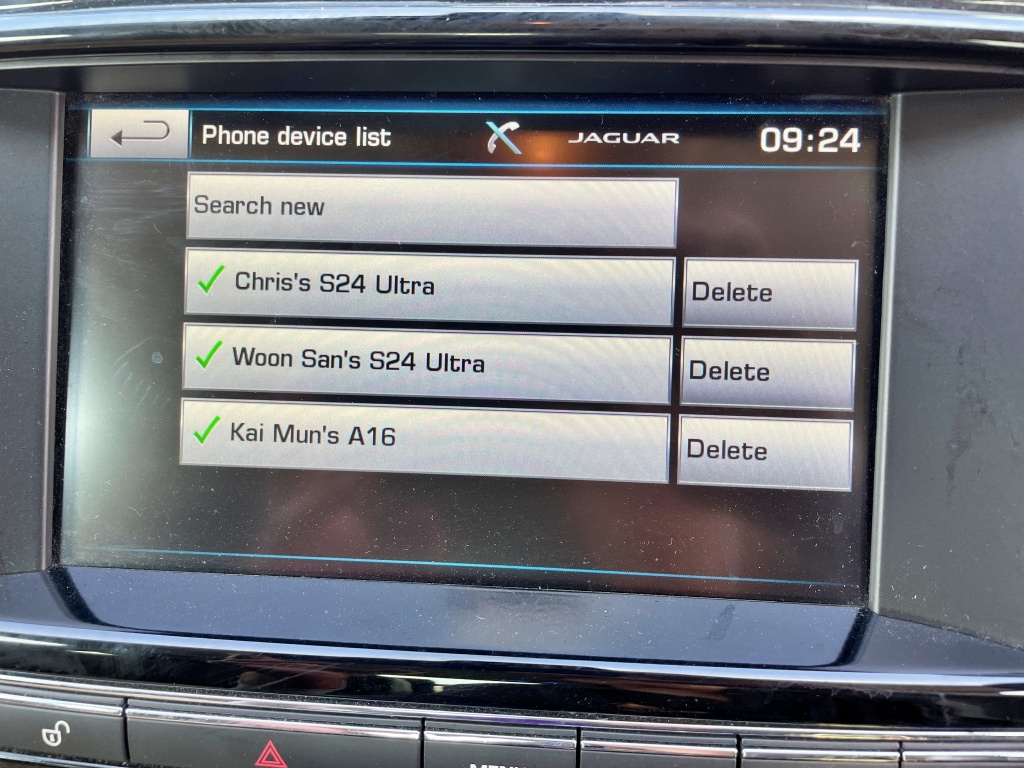 Phone device list
JAGUAR
09:24
Search new
Chris's S24 Ultra
Delete
Woon San's S24 Ultra
Delete
Kai Mun's A16
Delete
MENU